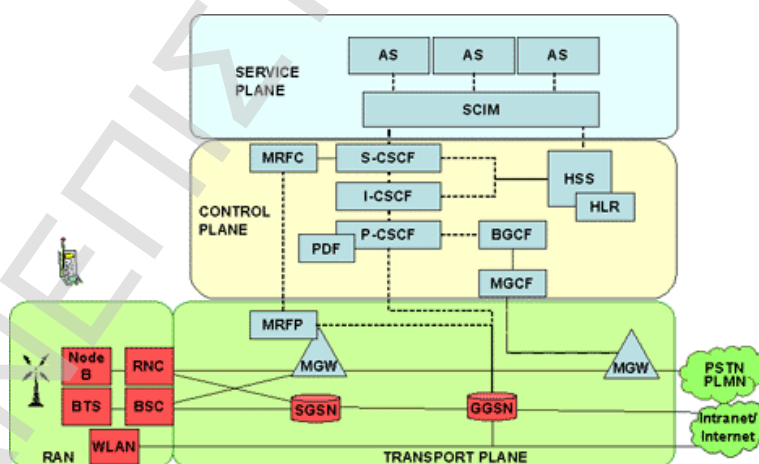 AS
AS
AS
SERVICE
PLANE
SCIM
MRFC
S-CSCF
HSS
I-CSCF
HLR
CONTROL
PLANE
P-CSCF
BGCF
PDF
MGCF
MRFP
Node
B
RNC
MGW
MGW
PSTN
PLMN
BTS
BSC
SGSN
GGSN
Intranet/
Internet
WLAN
RAN
TRANSPORT PLANE